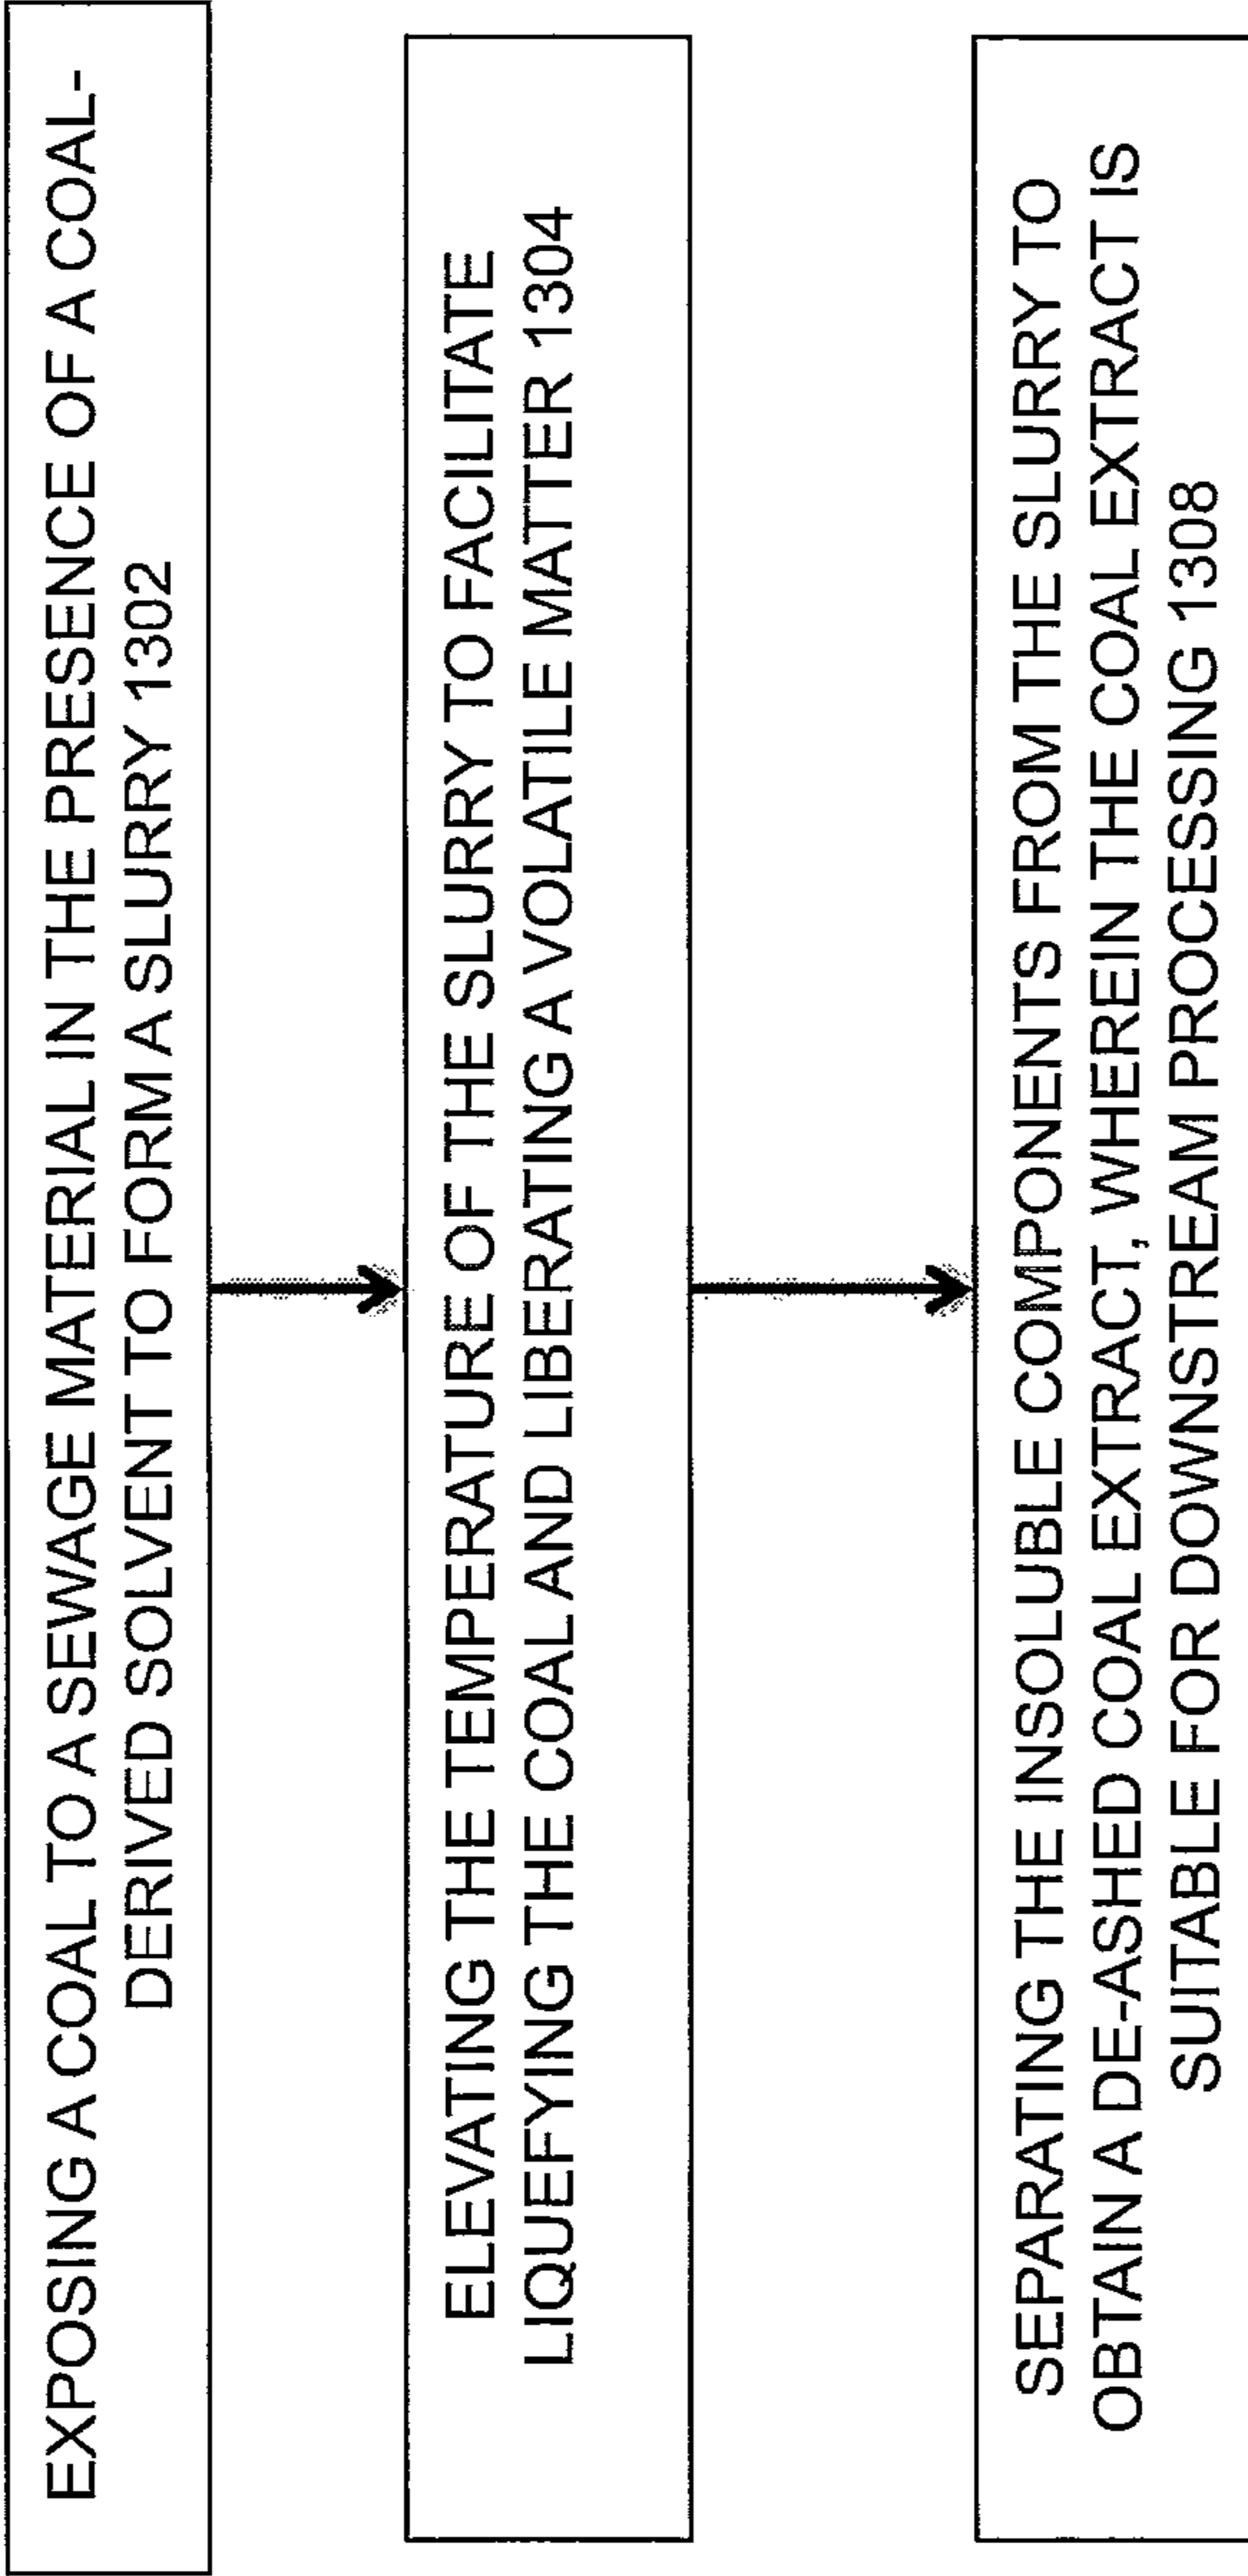 EXPOSING A COAL TO A SEWAGE MATERIAL IN THE PRESENCE OF A COAL-
DERIVED SOLVENT TO FORM A SLURRY 1302
ELEVATING THE TEMPERATURE OF THE SLURRY TO FACILITATE
LIQUEFYING THE COAL AND LIBERATING A VOLATILE MATTER 1304
SEPARATING THE INSOLUBLE COMPONENTS FROM THE SLURRY TO
OBTAIN A DE-ASHED COAL EXTRACT, WHEREIN THE COAL EXTRACT IS
SUITABLE FOR DOWNSTREAM PROCESSING 1308